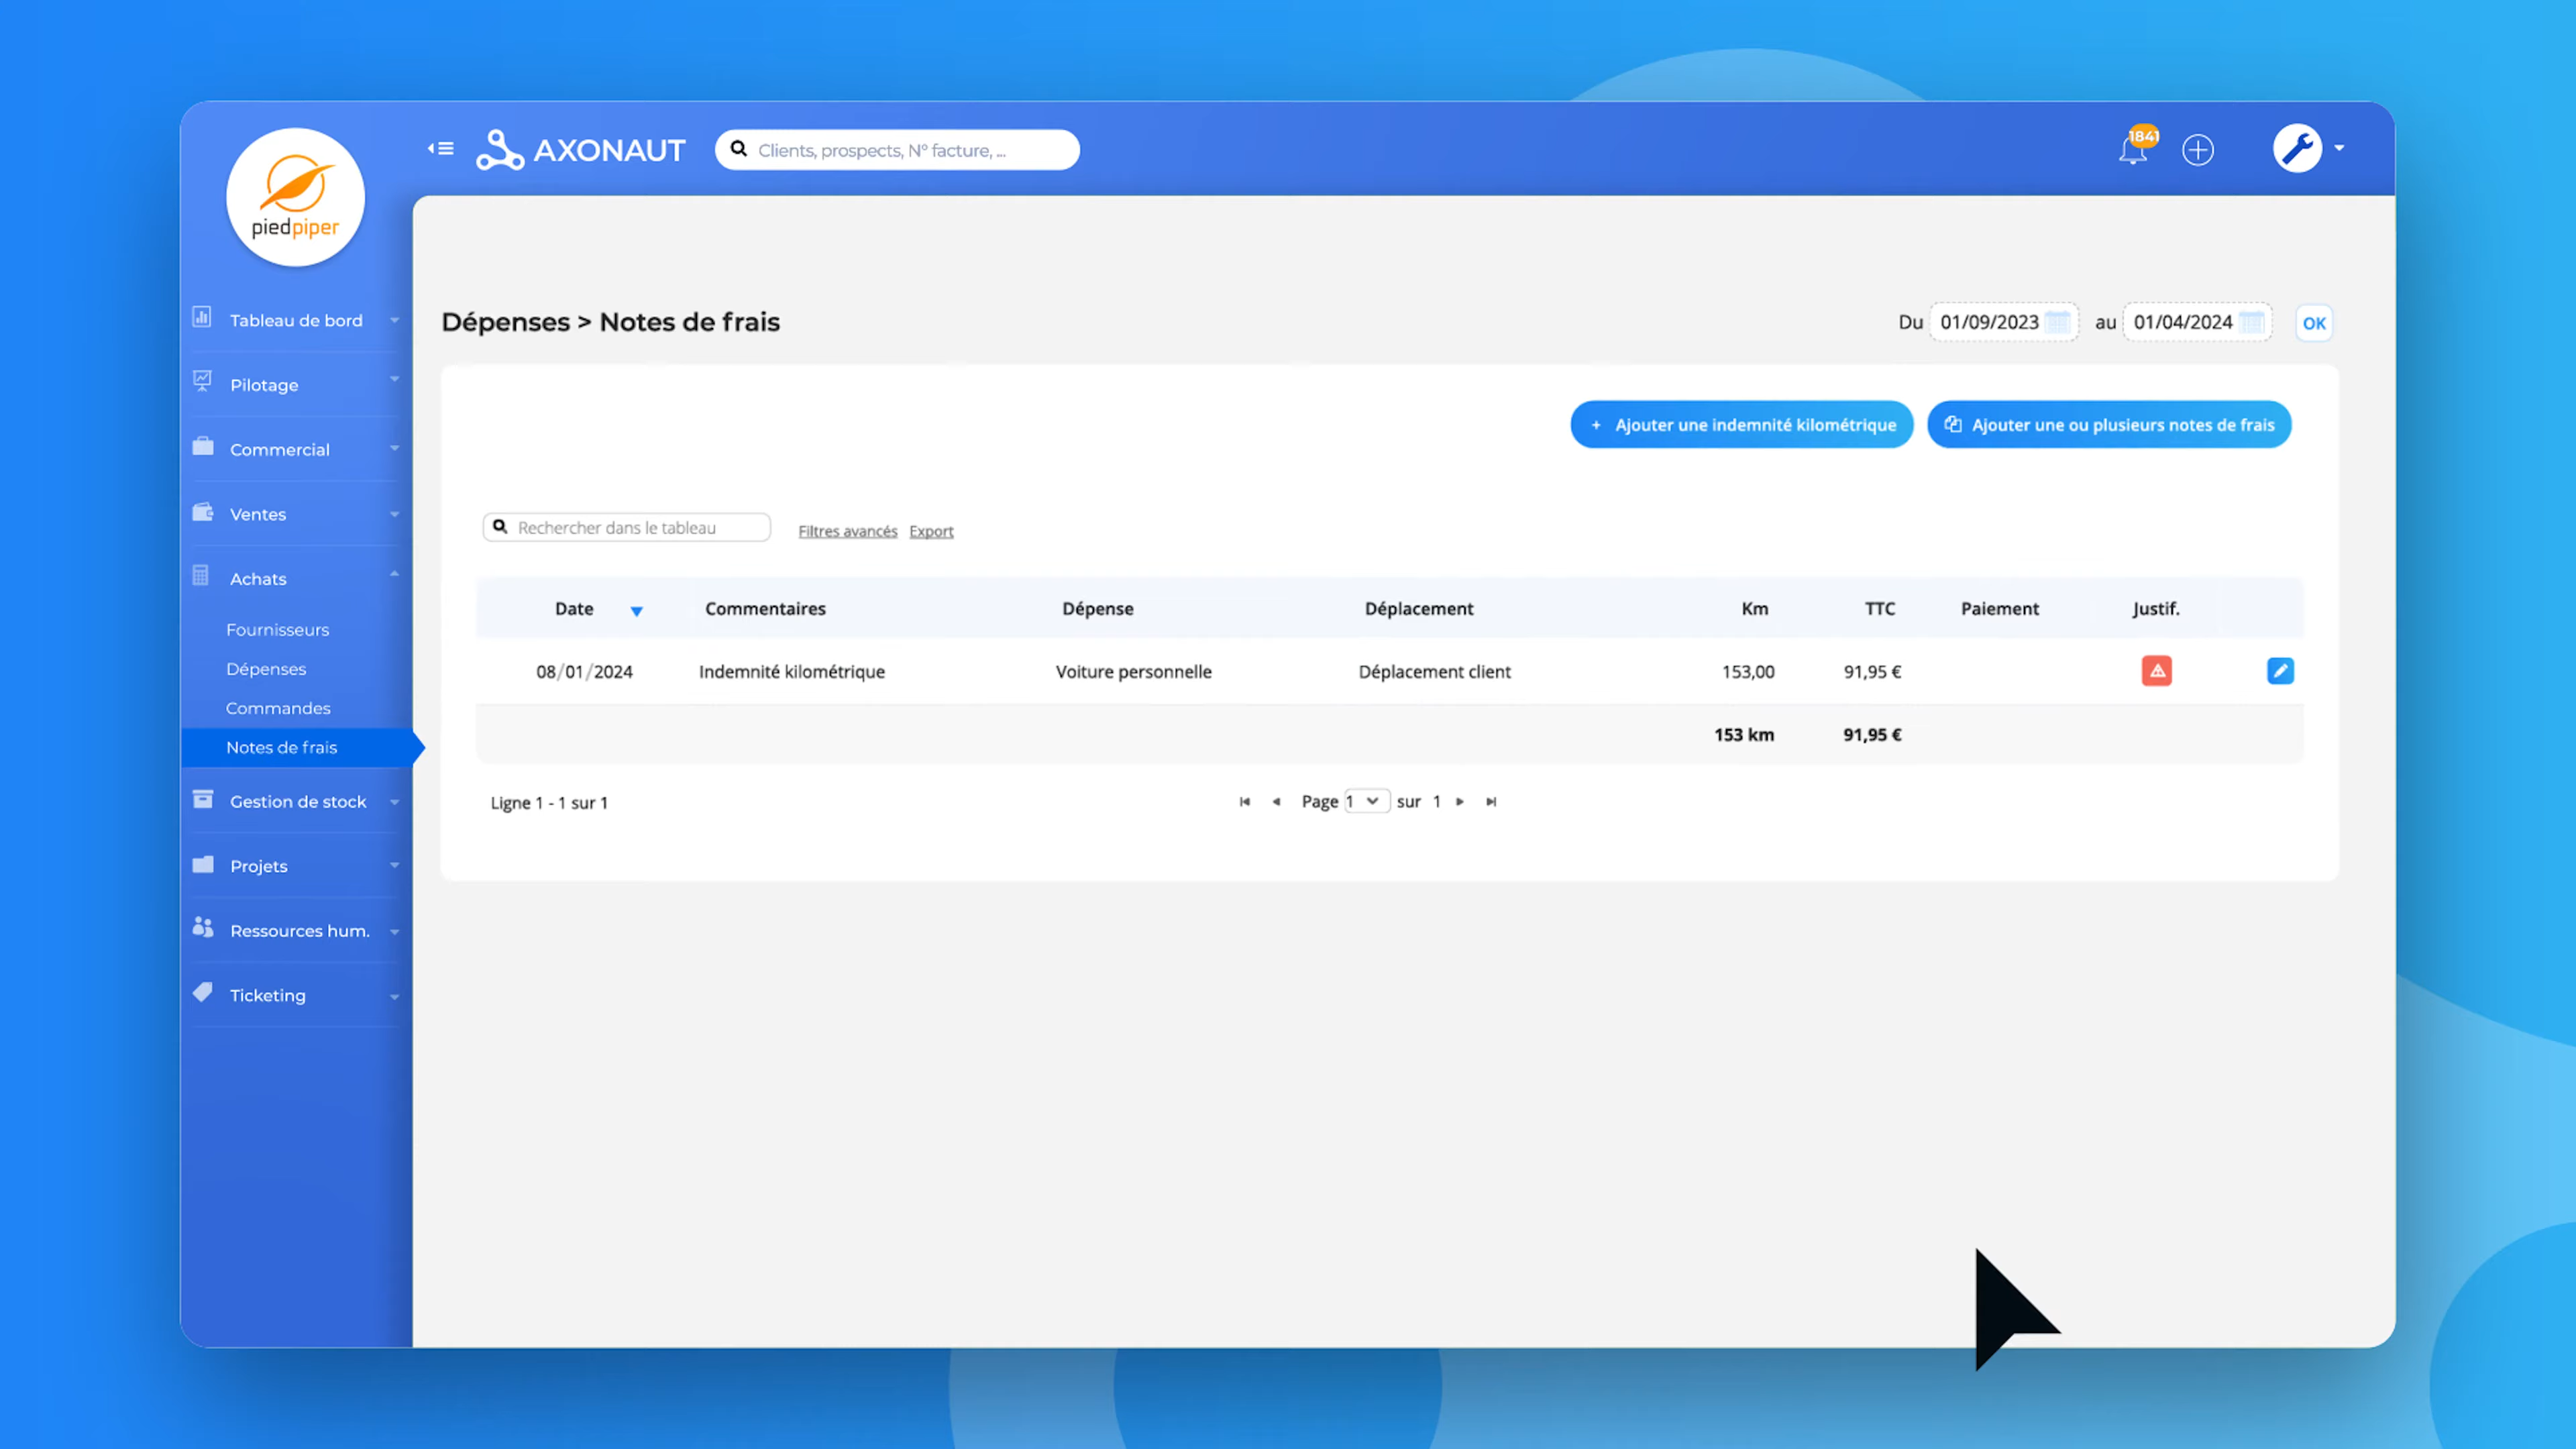 piedpiper
AXONAUT
Clients, prospects, N° facture, ...
1841
Tableau de bord
Pilotage
Commercial
Ventes
Achats
Fournisseurs
Dépenses
Commandes
Notes de frais
Gestion de stock
Projets
Ressources hum.
Ticketing
Dépenses > Notes de frais
Du 01/09/2023 au 01/04/2024 OK
+ Ajouter une indemnité kilométrique
Ajouter une ou plusieurs notes de frais
Rechercher dans le tableau
Filtres avancés Export
Date Commentaires Dépense Déplacement Km TTC Paiement Justif.
08/01/2024 Indemnité kilométrique Voiture personnelle Déplacement client 153,00 91,95 €
153 km 91,95 €
Ligne 1 - 1 sur 1
Page 1 sur 1